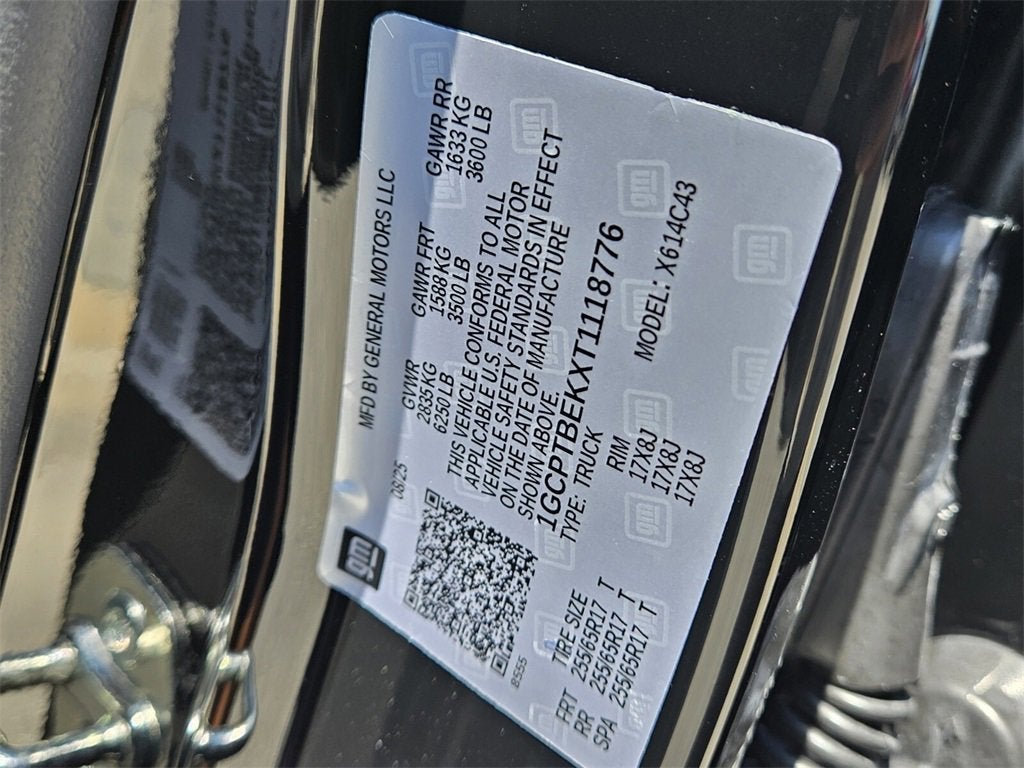 gm
MFD BY GENERAL MOTORS LLC
08/25
GVWR GAWR FRT GAWR RR
2835 KG 1588 KG 1633 KG
6250 LB 3500 LB 3600 LB
THIS VEHICLE CONFORMS TO ALL
APPLICABLE U.S. FEDERAL MOTOR
VEHICLE SAFETY STANDARDS IN EFFECT
ON THE DATE OF MANUFACTURE
SHOWN ABOVE.
1GCPTBEKXT1118776
TYPE: TRUCK
MODEL: X614C43
8555
TIRE SIZE RIM
FRT 255/65R17 T 17X8J
RR 255/65R17 T 17X8J
SPA 255/65R17 T 17X8J